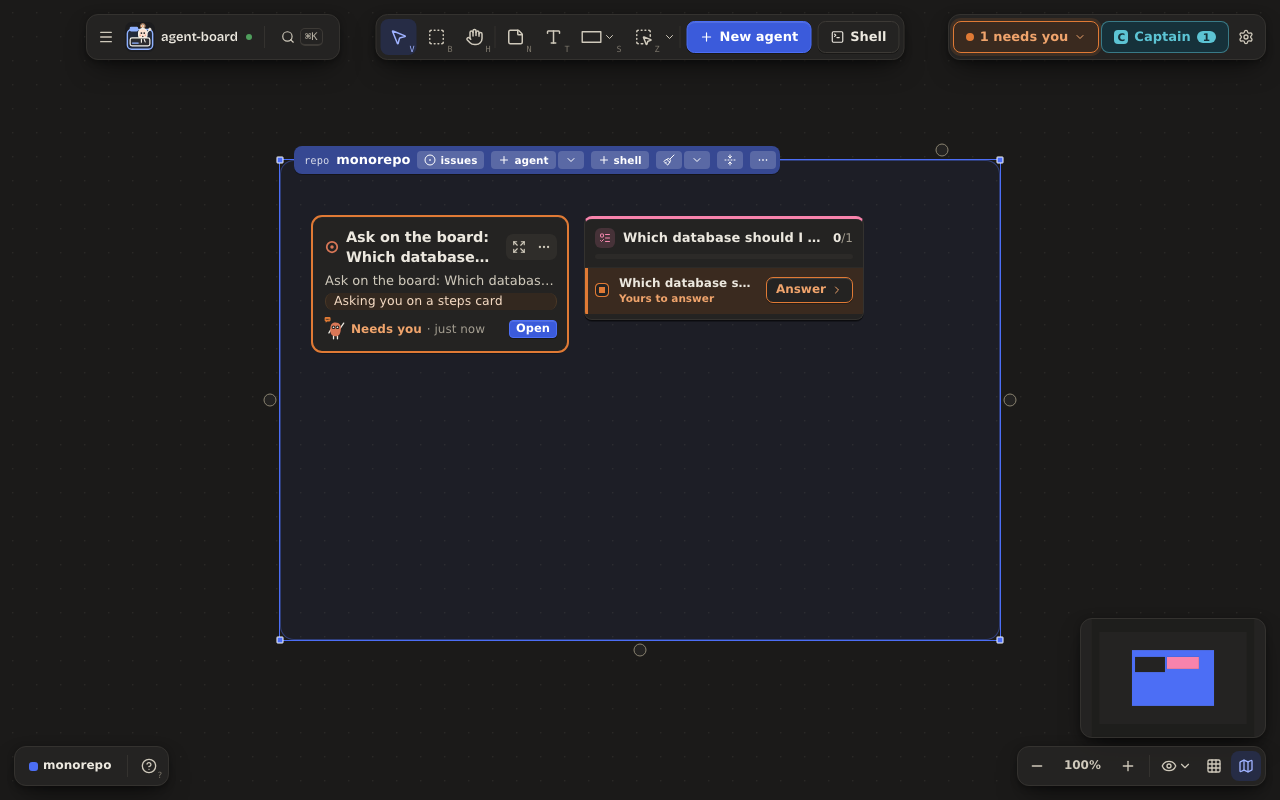 agent-board
⌘K
V
B
H
N
T
S
Z
New agent
Shell
1 needs you
C Captain 1
repo monorepo
issues
agent
shell
Ask on the board:
Which database...
Ask on the board: Which databas...
Asking you on a steps card
Needs you · just now
Open
Which database should I ...
0/1
Which database s...
Yours to answer
Answer
monorepo
?
100%